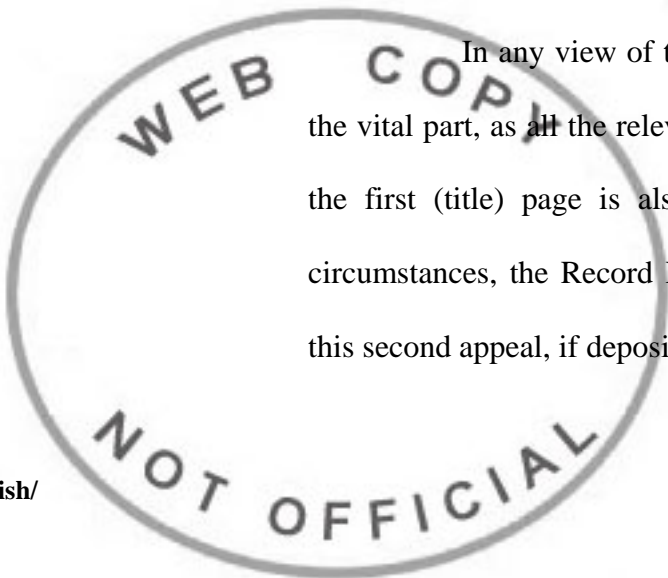 WEB COPY
In any view of t
the vital part, as all the relev
the first (title) page is als
circumstances, the Record
this second appeal, if deposi
NOT OFFICIAL
ish/